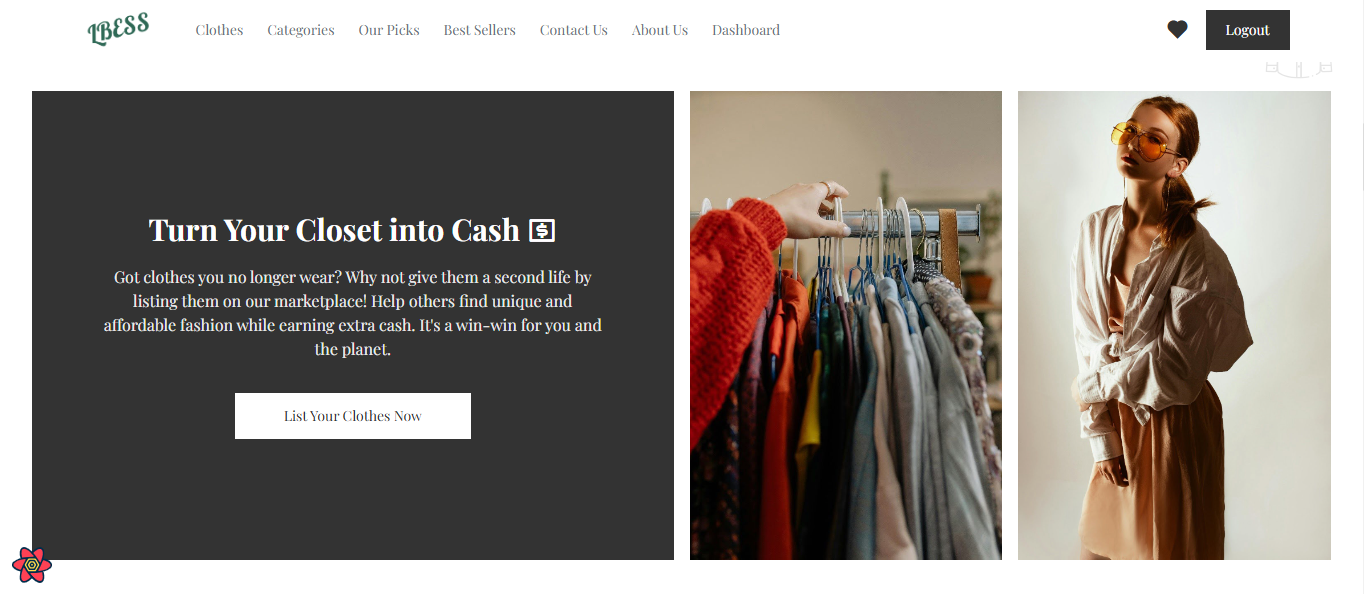 LBESS
Clothes
Categories
Our Picks
Best Sellers
Contact Us
About Us
Dashboard
Logout
Turn Your Closet into Cash
Got clothes you no longer wear? Why not give them a second life by
listing them on our marketplace! Help others find unique and
affordable fashion while earning extra cash. It's a win-win for you and
the planet.
List Your Clothes Now